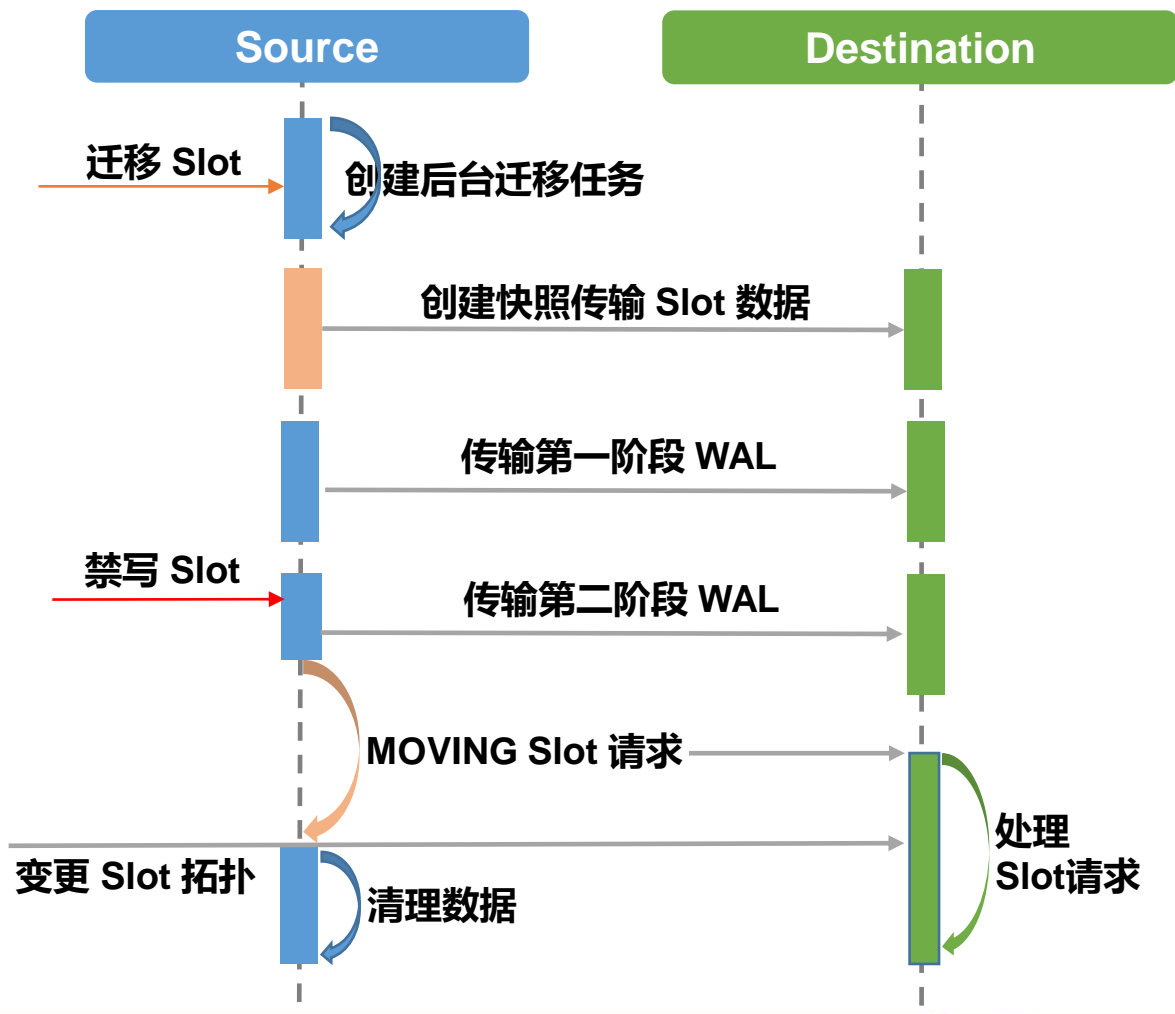 Source
Destination
迁移 Slot
创建后台迁移任务
创建快照传输 Slot 数据
传输第一阶段 WAL
禁写 Slot
传输第二阶段 WAL
MOVING Slot 请求
处理
Slot请求
变更 Slot 拓扑
清理数据